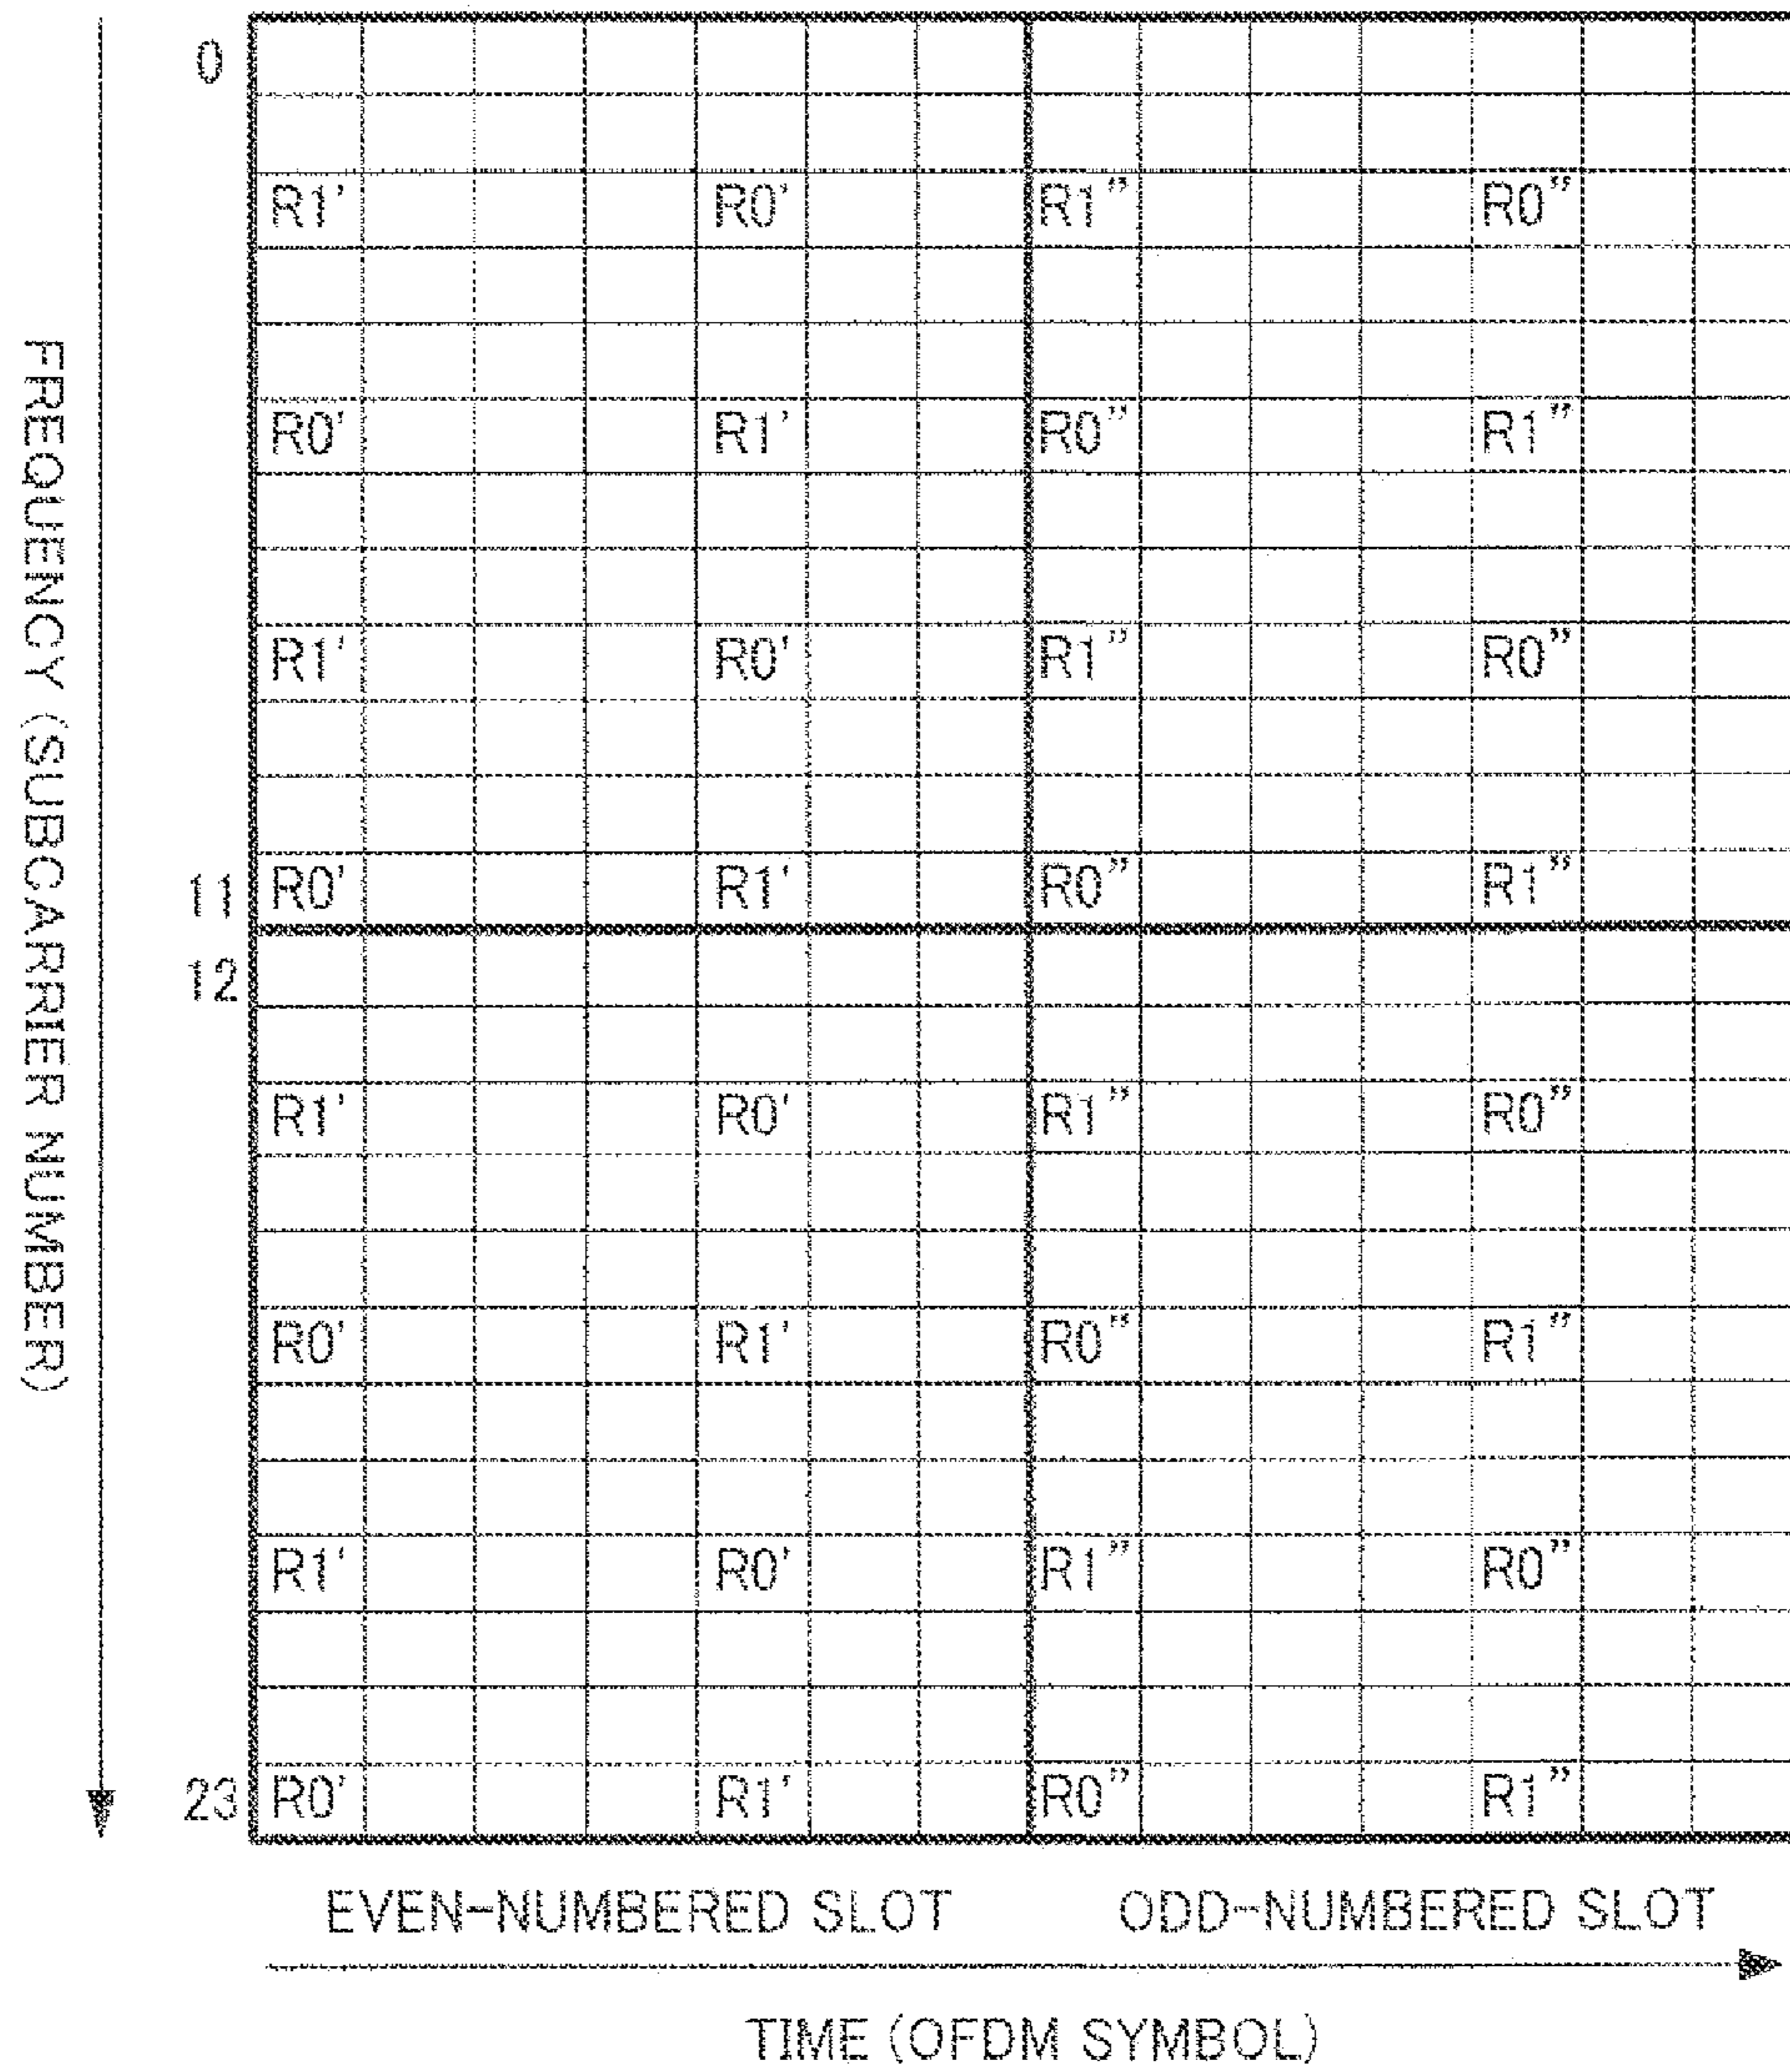 0
R1' R0' R1" R0"
R0' R1' R0" R1"
R1' R0' R1" R0"
11 R0' R1' R0" R1"
12
R1' R0' R1" R0"
R0' R1' R0" R1"
R1' R0' R1" R0"
23 R0' R1' R0" R1"
FREQUENCY (SUBCARRIER NUMBER)
EVEN-NUMBERED SLOT ODD-NUMBERED SLOT
TIME (OFDM SYMBOL)